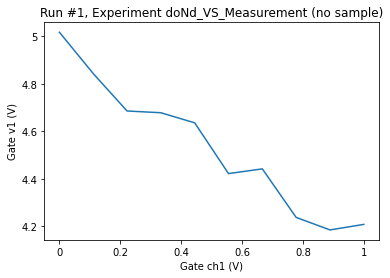 Run #1, Experiment doNd_VS_Measurement (no sample)
Gate v1 (V)
5
4.8
4.6
4.4
4.2
0 0.2 0.4 0.6 0.8 1
Gate ch1 (V)